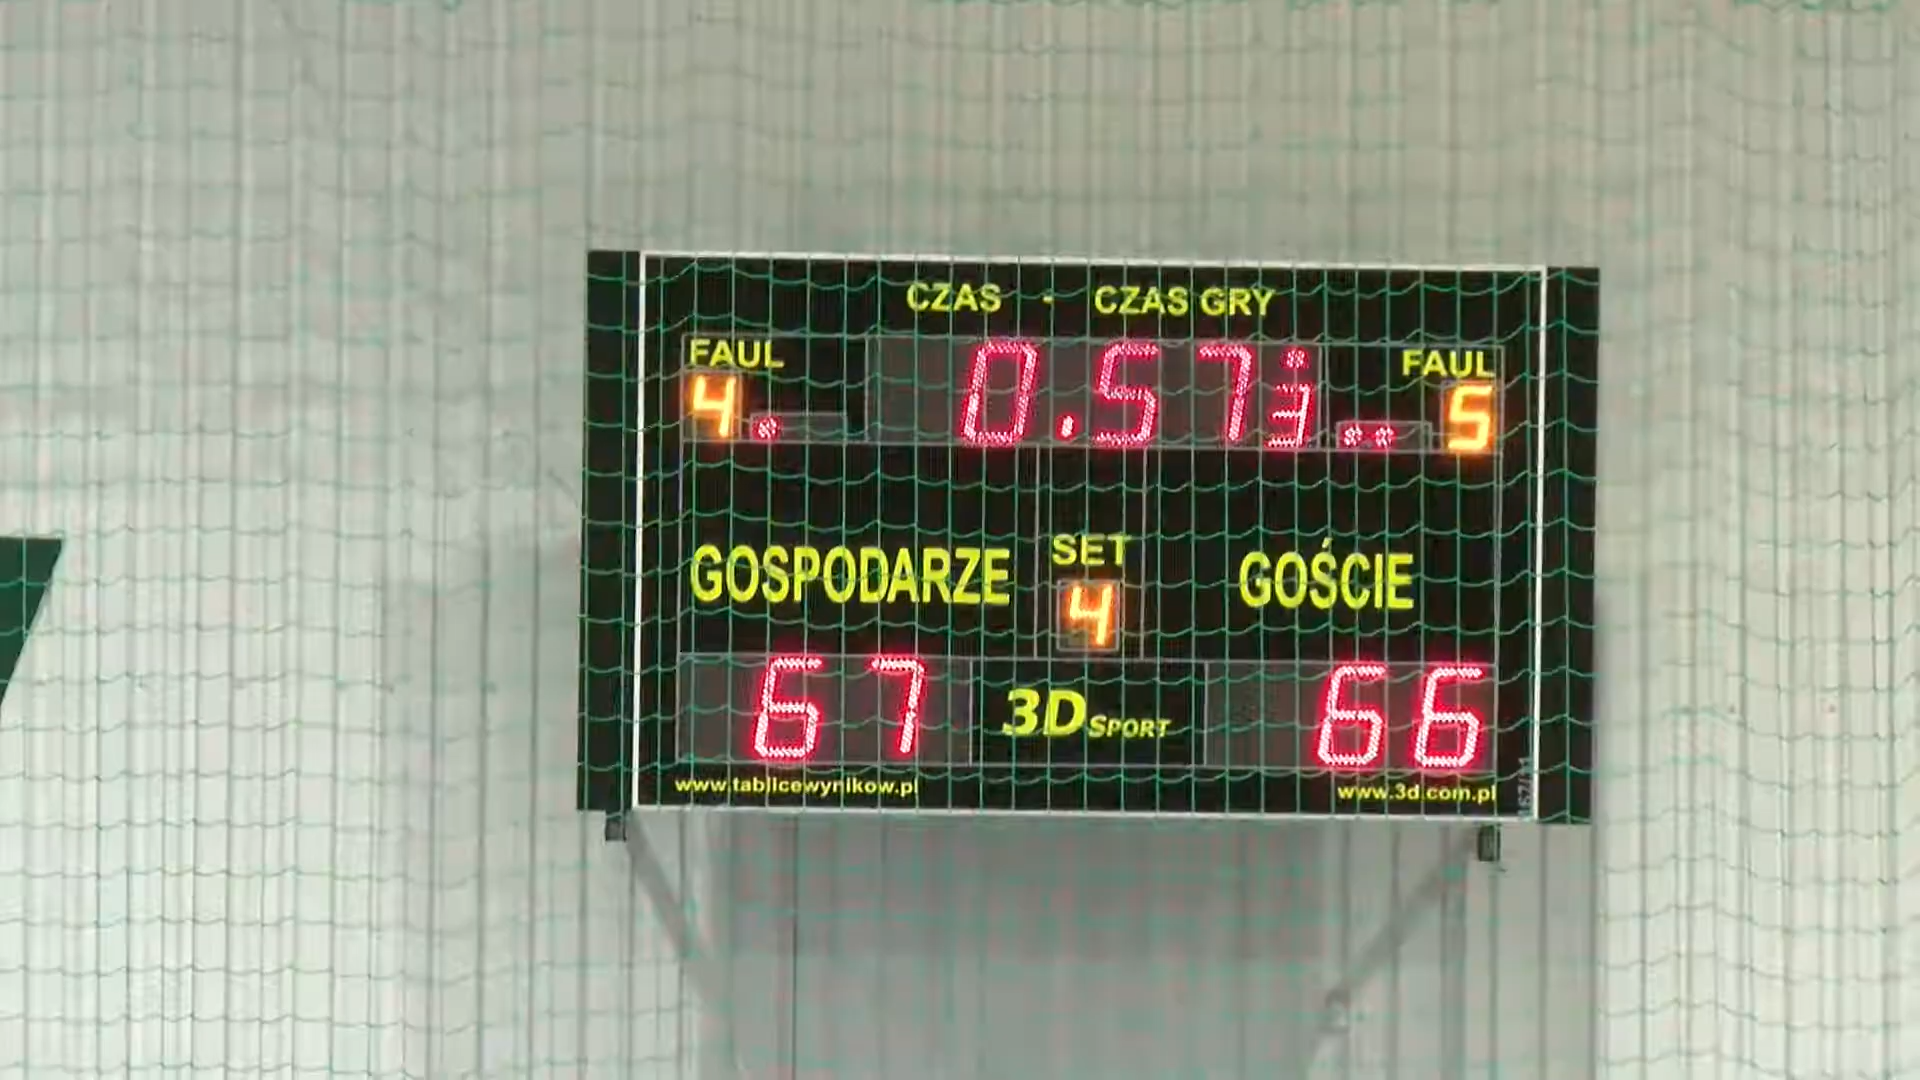 CZAS - CZAS GRY
FAUL
FAUL
4.
0.57
3
..
5
GOSPODARZE
SET
GOŚCIE
4
67
3D SPORT
66
www.tablicewynikow.pl
www.3d.com.pl